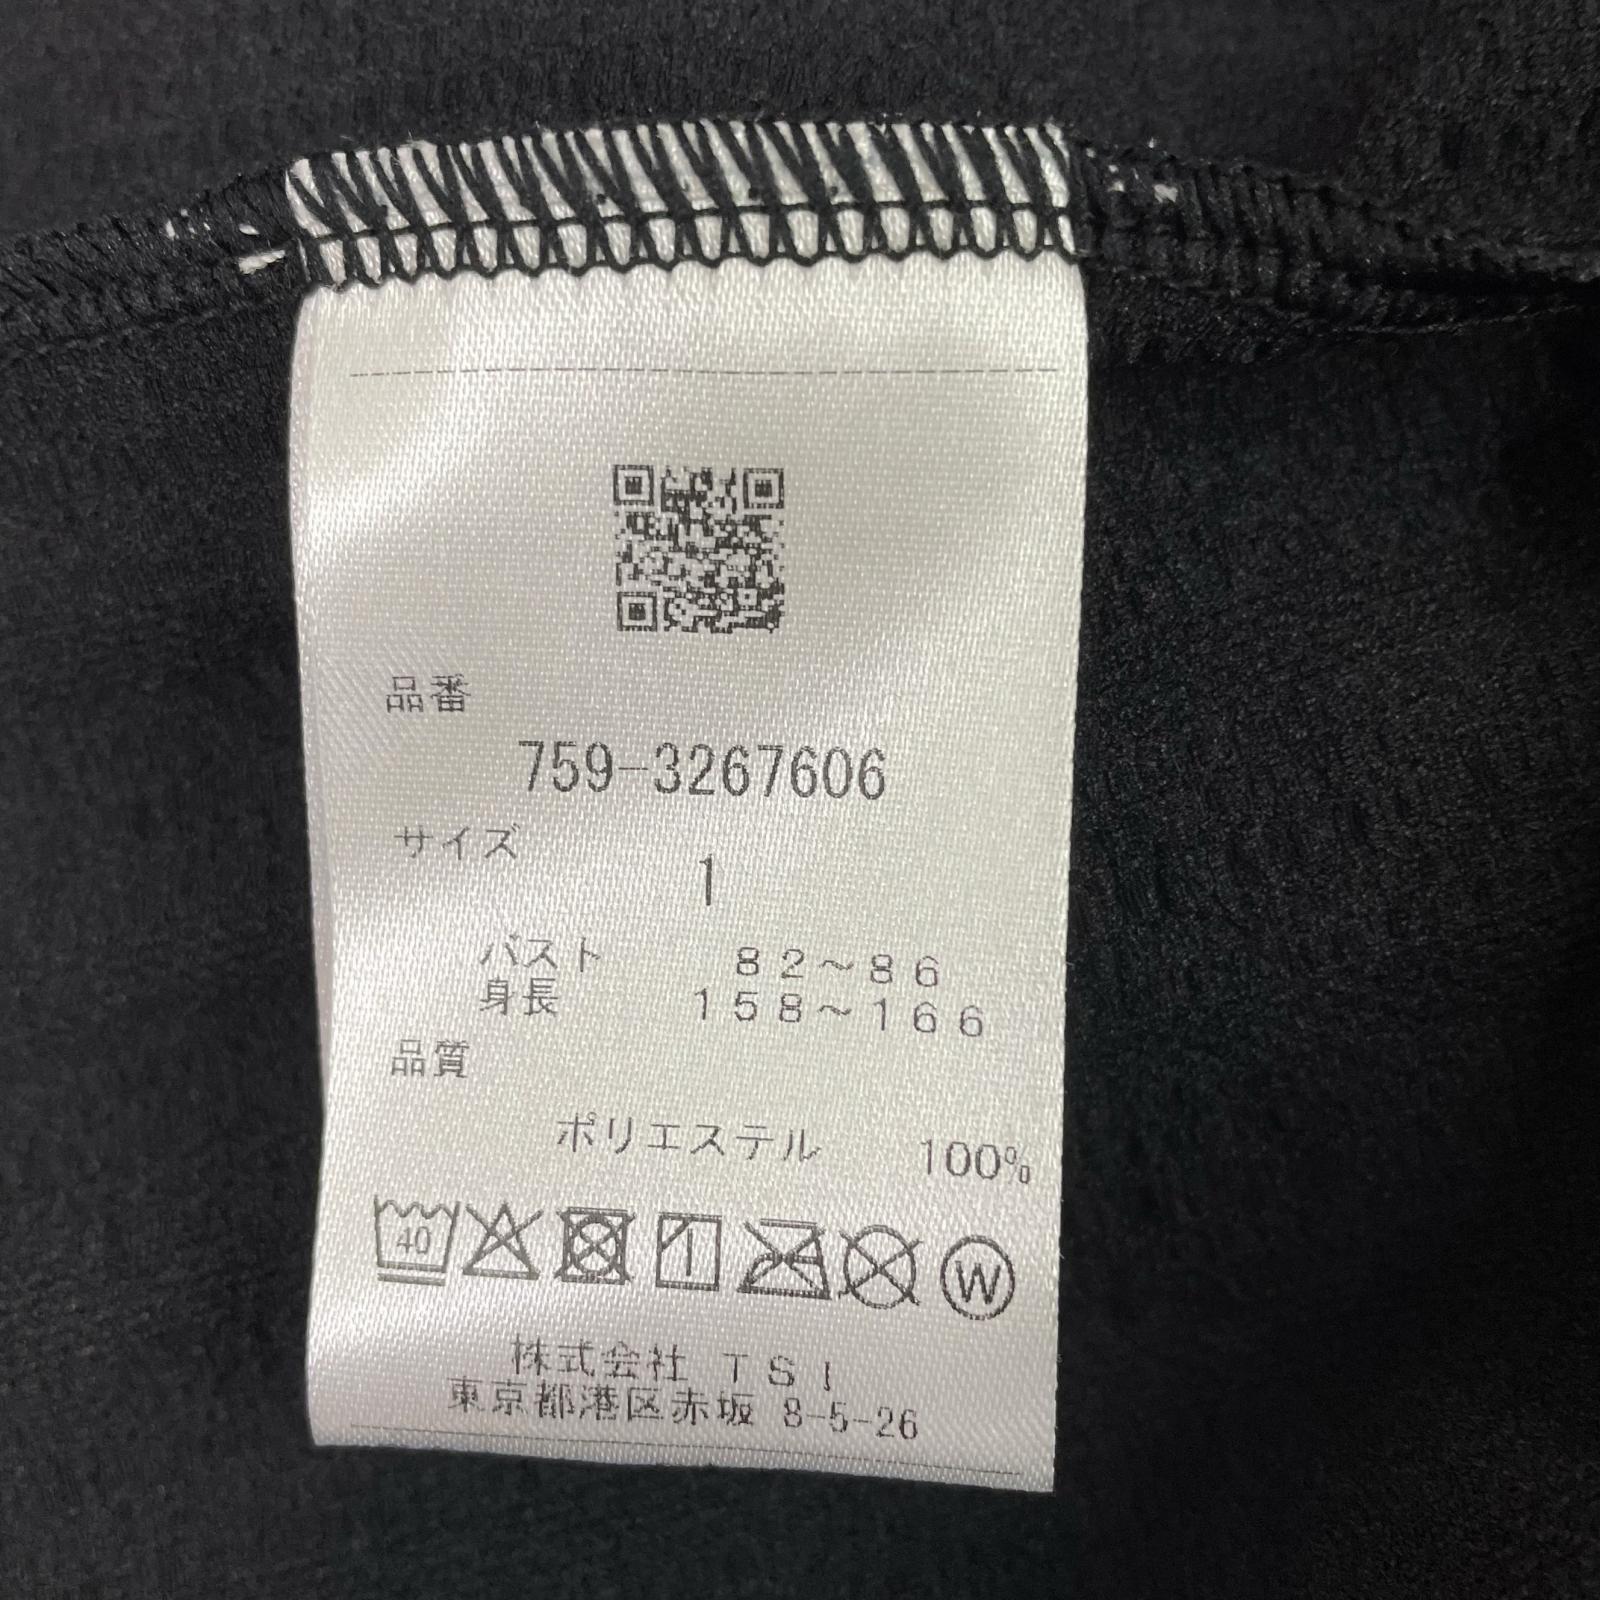 品番
759-3267606
サイズ
1
バスト 82～86
身長 158～166
品質
ポリエステル 100%
40
W
株式会社 TSI
東京都港区赤坂 8-5-26